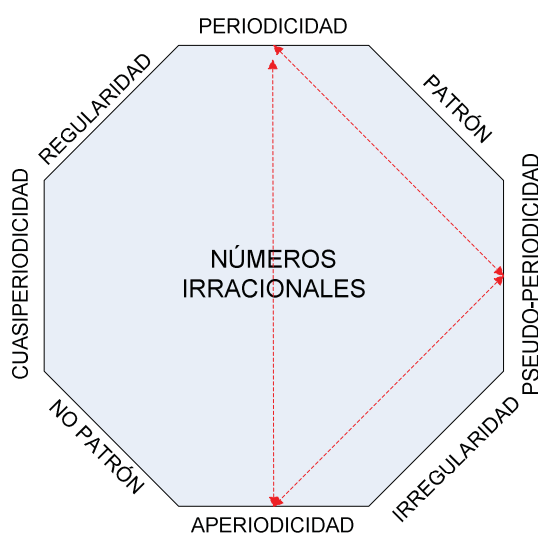 PERIODICIDAD
REGULARIDAD
PATRÓN
CUASIPERIODICIDAD
NÚMEROS
IRRACIONALES
PSEUDO-PERIODICIDAD
NO PATRÓN
IRREGULARIDAD
APERIODICIDAD